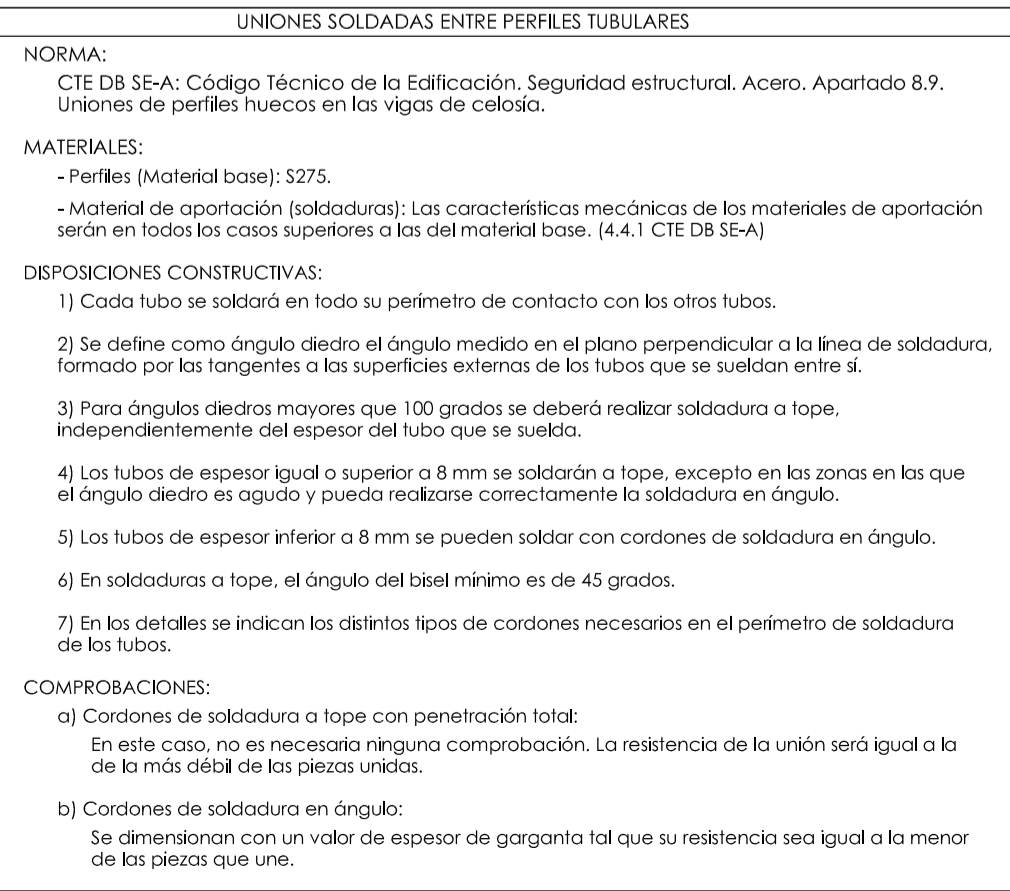 UNIONES SOLDADAS ENTRE PERFILES TUBULARES
NORMA:
CTE DB SE-A: Código Técnico de la Edificación. Seguridad estructural. Acero. Apartado 8.9.
Uniones de perfiles huecos en las vigas de celosía.
MATERIALES:
- Perfiles (Material base): S275.
- Material de aportación (soldaduras): Las características mecánicas de los materiales de aportación
serán en todos los casos superiores a las del material base. (4.4.1 CTE DB SE-A)
DISPOSICIONES CONSTRUCTIVAS:
1) Cada tubo se soldará en todo su perímetro de contacto con los otros tubos.
2) Se define como ángulo diedro el ángulo medido en el plano perpendicular a la línea de soldadura,
formado por las tangentes a las superficies externas de los tubos que se sueldan entre sí.
3) Para ángulos diedros mayores que 100 grados se deberá realizar soldadura a tope,
independientemente del espesor del tubo que se suelda.
4) Los tubos de espesor igual o superior a 8 mm se soldarán a tope, excepto en las zonas en las que
el ángulo diedro es agudo y pueda realizarse correctamente la soldadura en ángulo.
5) Los tubos de espesor inferior a 8 mm se pueden soldar con cordones de soldadura en ángulo.
6) En soldaduras a tope, el ángulo del bisel mínimo es de 45 grados.
7) En los detalles se indican los distintos tipos de cordones necesarios en el perímetro de soldadura
de los tubos.
COMPROBACIONES:
a) Cordones de soldadura a tope con penetración total:
En este caso, no es necesaria ninguna comprobación. La resistencia de la unión será igual a la
de la más débil de las piezas unidas.
b) Cordones de soldadura en ángulo:
Se dimensionan con un valor de espesor de garganta tal que su resistencia sea igual a la menor
de las piezas que une.